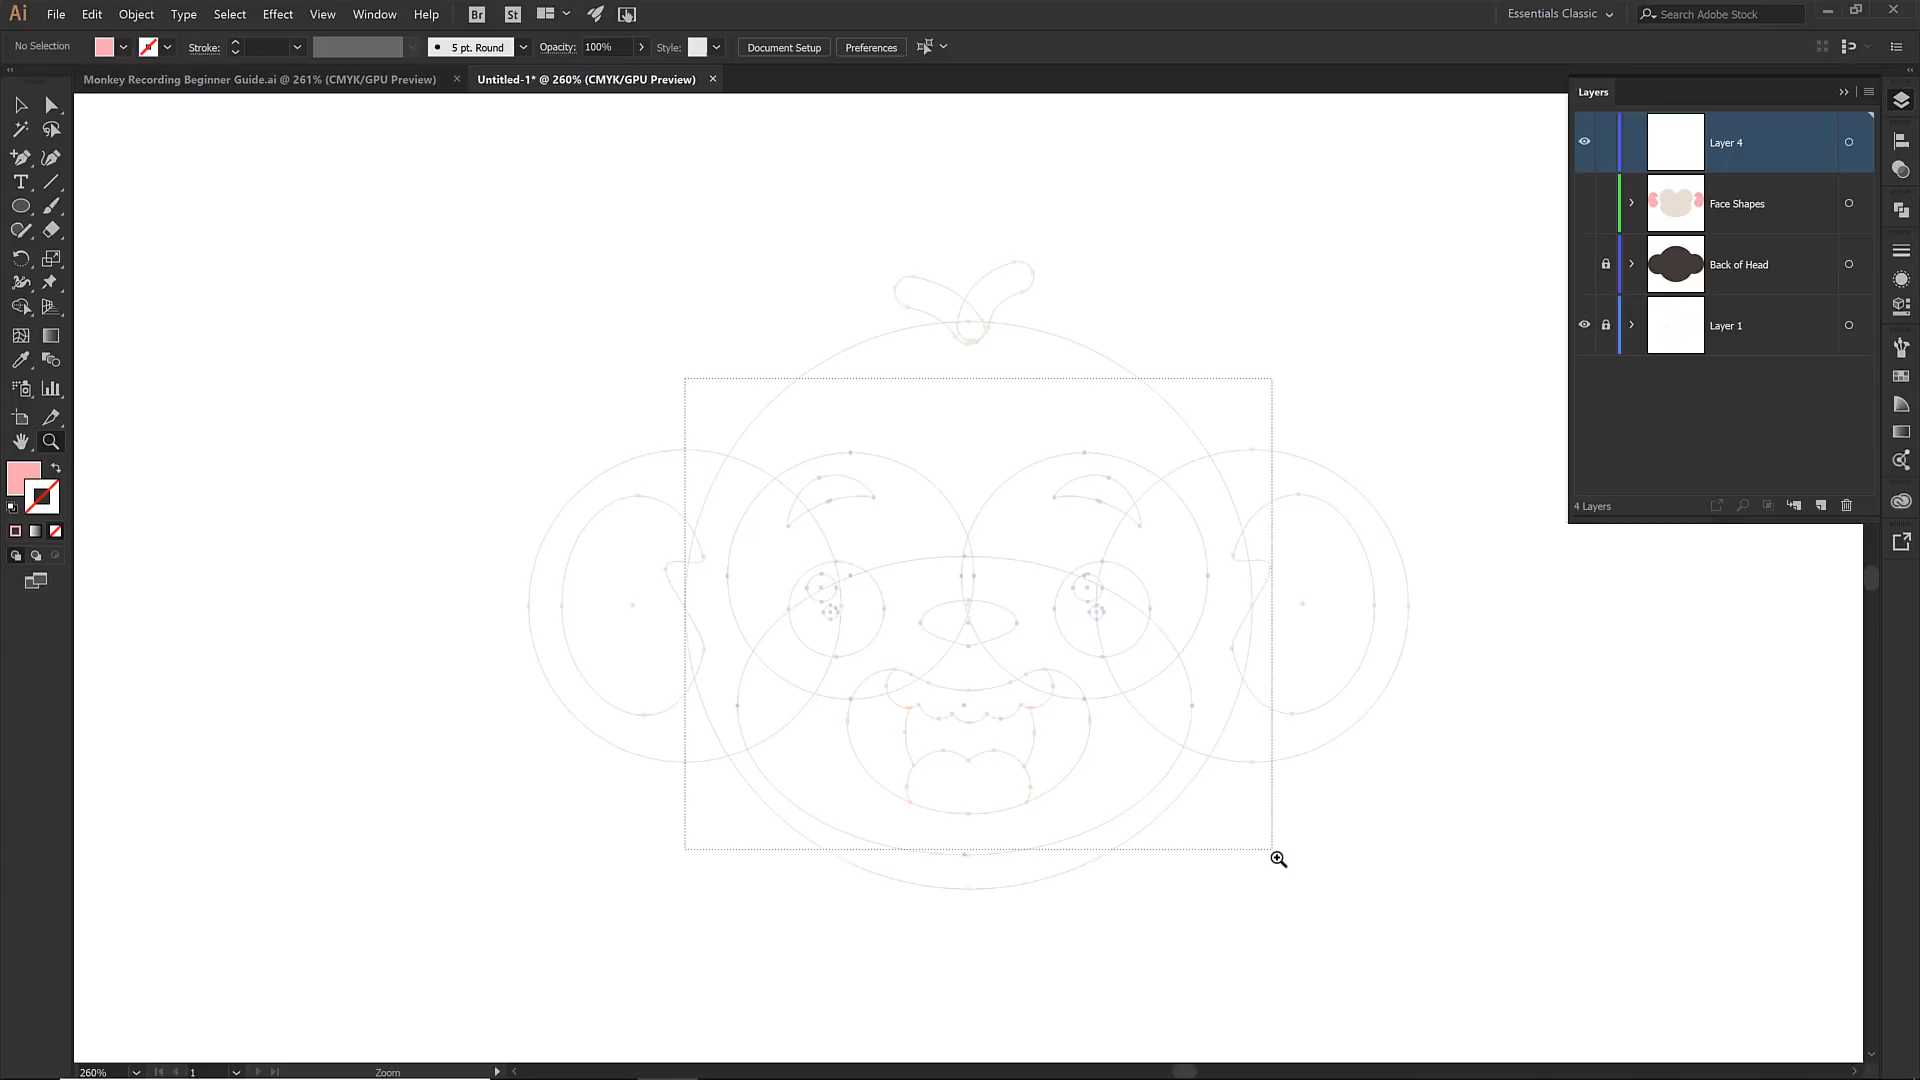 Ai File Edit Object Type Select Effect View Window Help Br St Essentials Classic Search Adobe Stock
No Selection Stroke: 5 pt. Round Opacity: 100% Style: Document Setup Preferences
Monkey Recording Beginner Guide.ai @ 261% (CMYK/GPU Preview) × Untitled-1* @ 260% (CMYK/GPU Preview) ×
Layers
Layer 4
Face Shapes
Back of Head
Layer 1
4 Layers
260% 1 Zoom